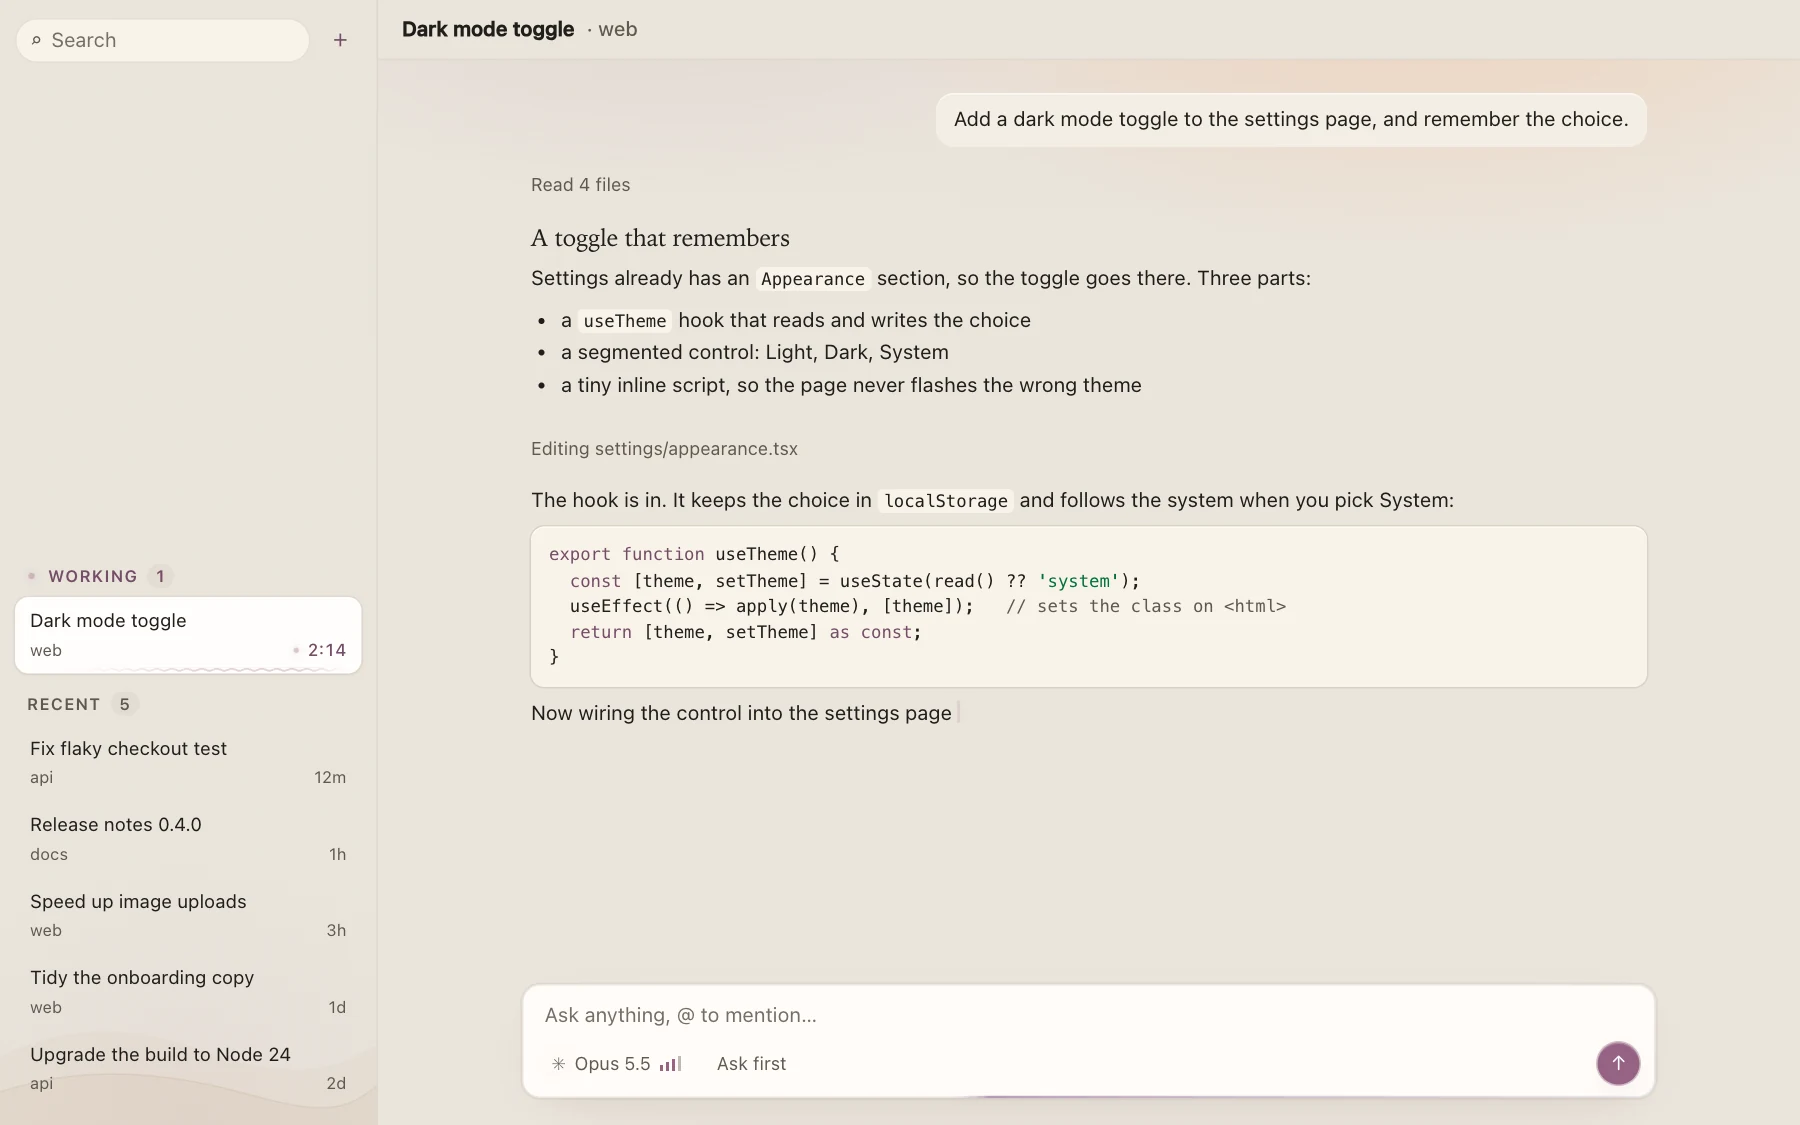 Search
+
WORKING 1
Dark mode toggle
web
2:14
RECENT 5
Fix flaky checkout test
api
12m
Release notes 0.4.0
docs
1h
Speed up image uploads
web
3h
Tidy the onboarding copy
web
1d
Upgrade the build to Node 24
api
2d
Dark mode toggle · web
Add a dark mode toggle to the settings page, and remember the choice.
Read 4 files
A toggle that remembers
Settings already has an Appearance section, so the toggle goes there. Three parts:
• a useTheme hook that reads and writes the choice
• a segmented control: Light, Dark, System
• a tiny inline script, so the page never flashes the wrong theme
Editing settings/appearance.tsx
The hook is in. It keeps the choice in localStorage and follows the system when you pick System:
export function useTheme() {
  const [theme, setTheme] = useState(read() ?? 'system');
  useEffect(() => apply(theme), [theme]);   // sets the class on <html>
  return [theme, setTheme] as const;
}
Now wiring the control into the settings page
Ask anything, @ to mention...
Opus 5.5
Ask first